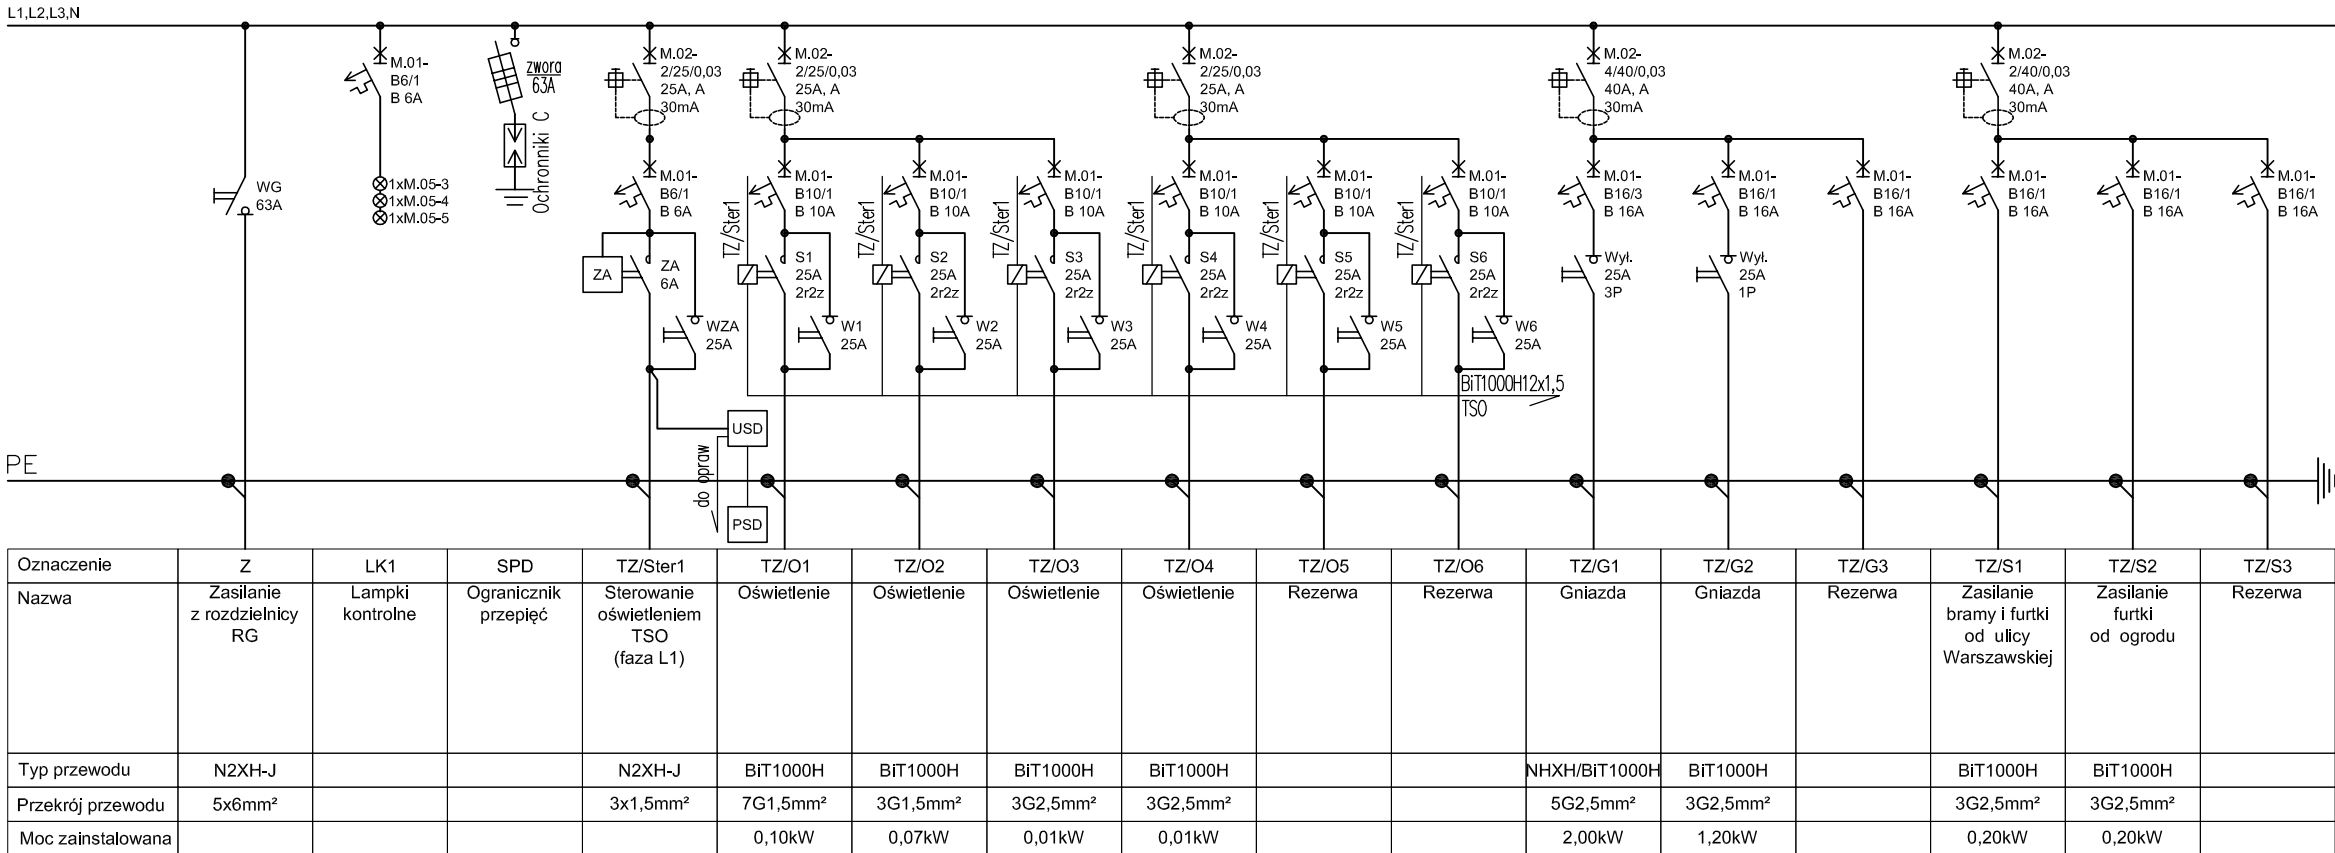 L1,L2,L3,N
WG
63A
M.01-
B6/1
B 6A
1xM.05-3
1xM.05-4
1xM.05-5
zwora
63A
Ochronniki C
M.02-
2/25/0,03
25A, A
30mA
M.01-
B6/1
B 6A
ZA
ZA
6A
WZA
25A
M.02-
2/25/0,03
25A, A
30mA
TZ/Ster1
M.01-
B10/1
B 10A
S1
25A
2r2z
W1
25A
TZ/Ster1
M.01-
B10/1
B 10A
S2
25A
2r2z
W2
25A
TZ/Ster1
M.01-
B10/1
B 10A
S3
25A
2r2z
W3
25A
M.02-
2/25/0,03
25A, A
30mA
TZ/Ster1
M.01-
B10/1
B 10A
S4
25A
2r2z
W4
25A
TZ/Ster1
M.01-
B10/1
B 10A
S5
25A
2r2z
W5
25A
TZ/Ster1
M.01-
B10/1
B 10A
S6
25A
2r2z
W6
25A
BiT1000H12x1,5
TSO
M.02-
4/40/0,03
40A, A
30mA
M.01-
B16/3
B 16A
Wył.
25A
3P
M.01-
B16/1
B 16A
Wył.
25A
1P
M.01-
B16/1
B 16A
M.02-
2/40/0,03
40A, A
30mA
M.01-
B16/1
B 16A
M.01-
B16/1
B 16A
M.01-
B16/1
B 16A
USD
do opraw
PSD
PE
Oznaczenie Z LK1 SPD TZ/Ster1 TZ/O1 TZ/O2 TZ/O3 TZ/O4 TZ/O5 TZ/O6 TZ/G1 TZ/G2 TZ/G3 TZ/S1 TZ/S2 TZ/S3
Nazwa
Zasilanie
z rozdzielnicy
RG
Lampki
kontrolne
Ogranicznik
przepięć
Sterowanie
oświetleniem
TSO
(faza L1)
Oświetlenie
Oświetlenie
Oświetlenie
Oświetlenie
Rezerwa
Rezerwa
Gniazda
Gniazda
Rezerwa
Zasilanie
bramy i furtki
od ulicy
Warszawskiej
Zasilanie
furtki
od ogrodu
Rezerwa
Typ przewodu N2XH-J N2XH-J BiT1000H BiT1000H BiT1000H BiT1000H NHXH/BiT1000H BiT1000H BiT1000H BiT1000H
Przekrój przewodu 5x6mm² 3x1,5mm² 7G1,5mm² 3G1,5mm² 3G2,5mm² 3G2,5mm² 5G2,5mm² 3G2,5mm² 3G2,5mm² 3G2,5mm²
Moc zainstalowana 0,10kW 0,07kW 0,01kW 0,01kW 2,00kW 1,20kW 0,20kW 0,20kW